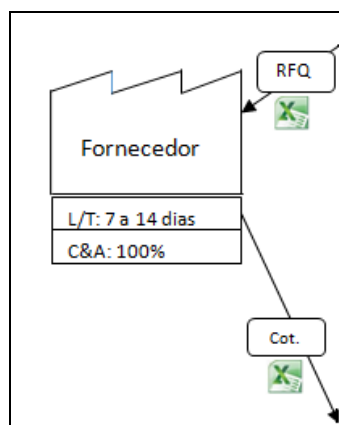 RFQ
Fornecedor
L/T: 7 a 14 dias
C&A: 100%
Cot.